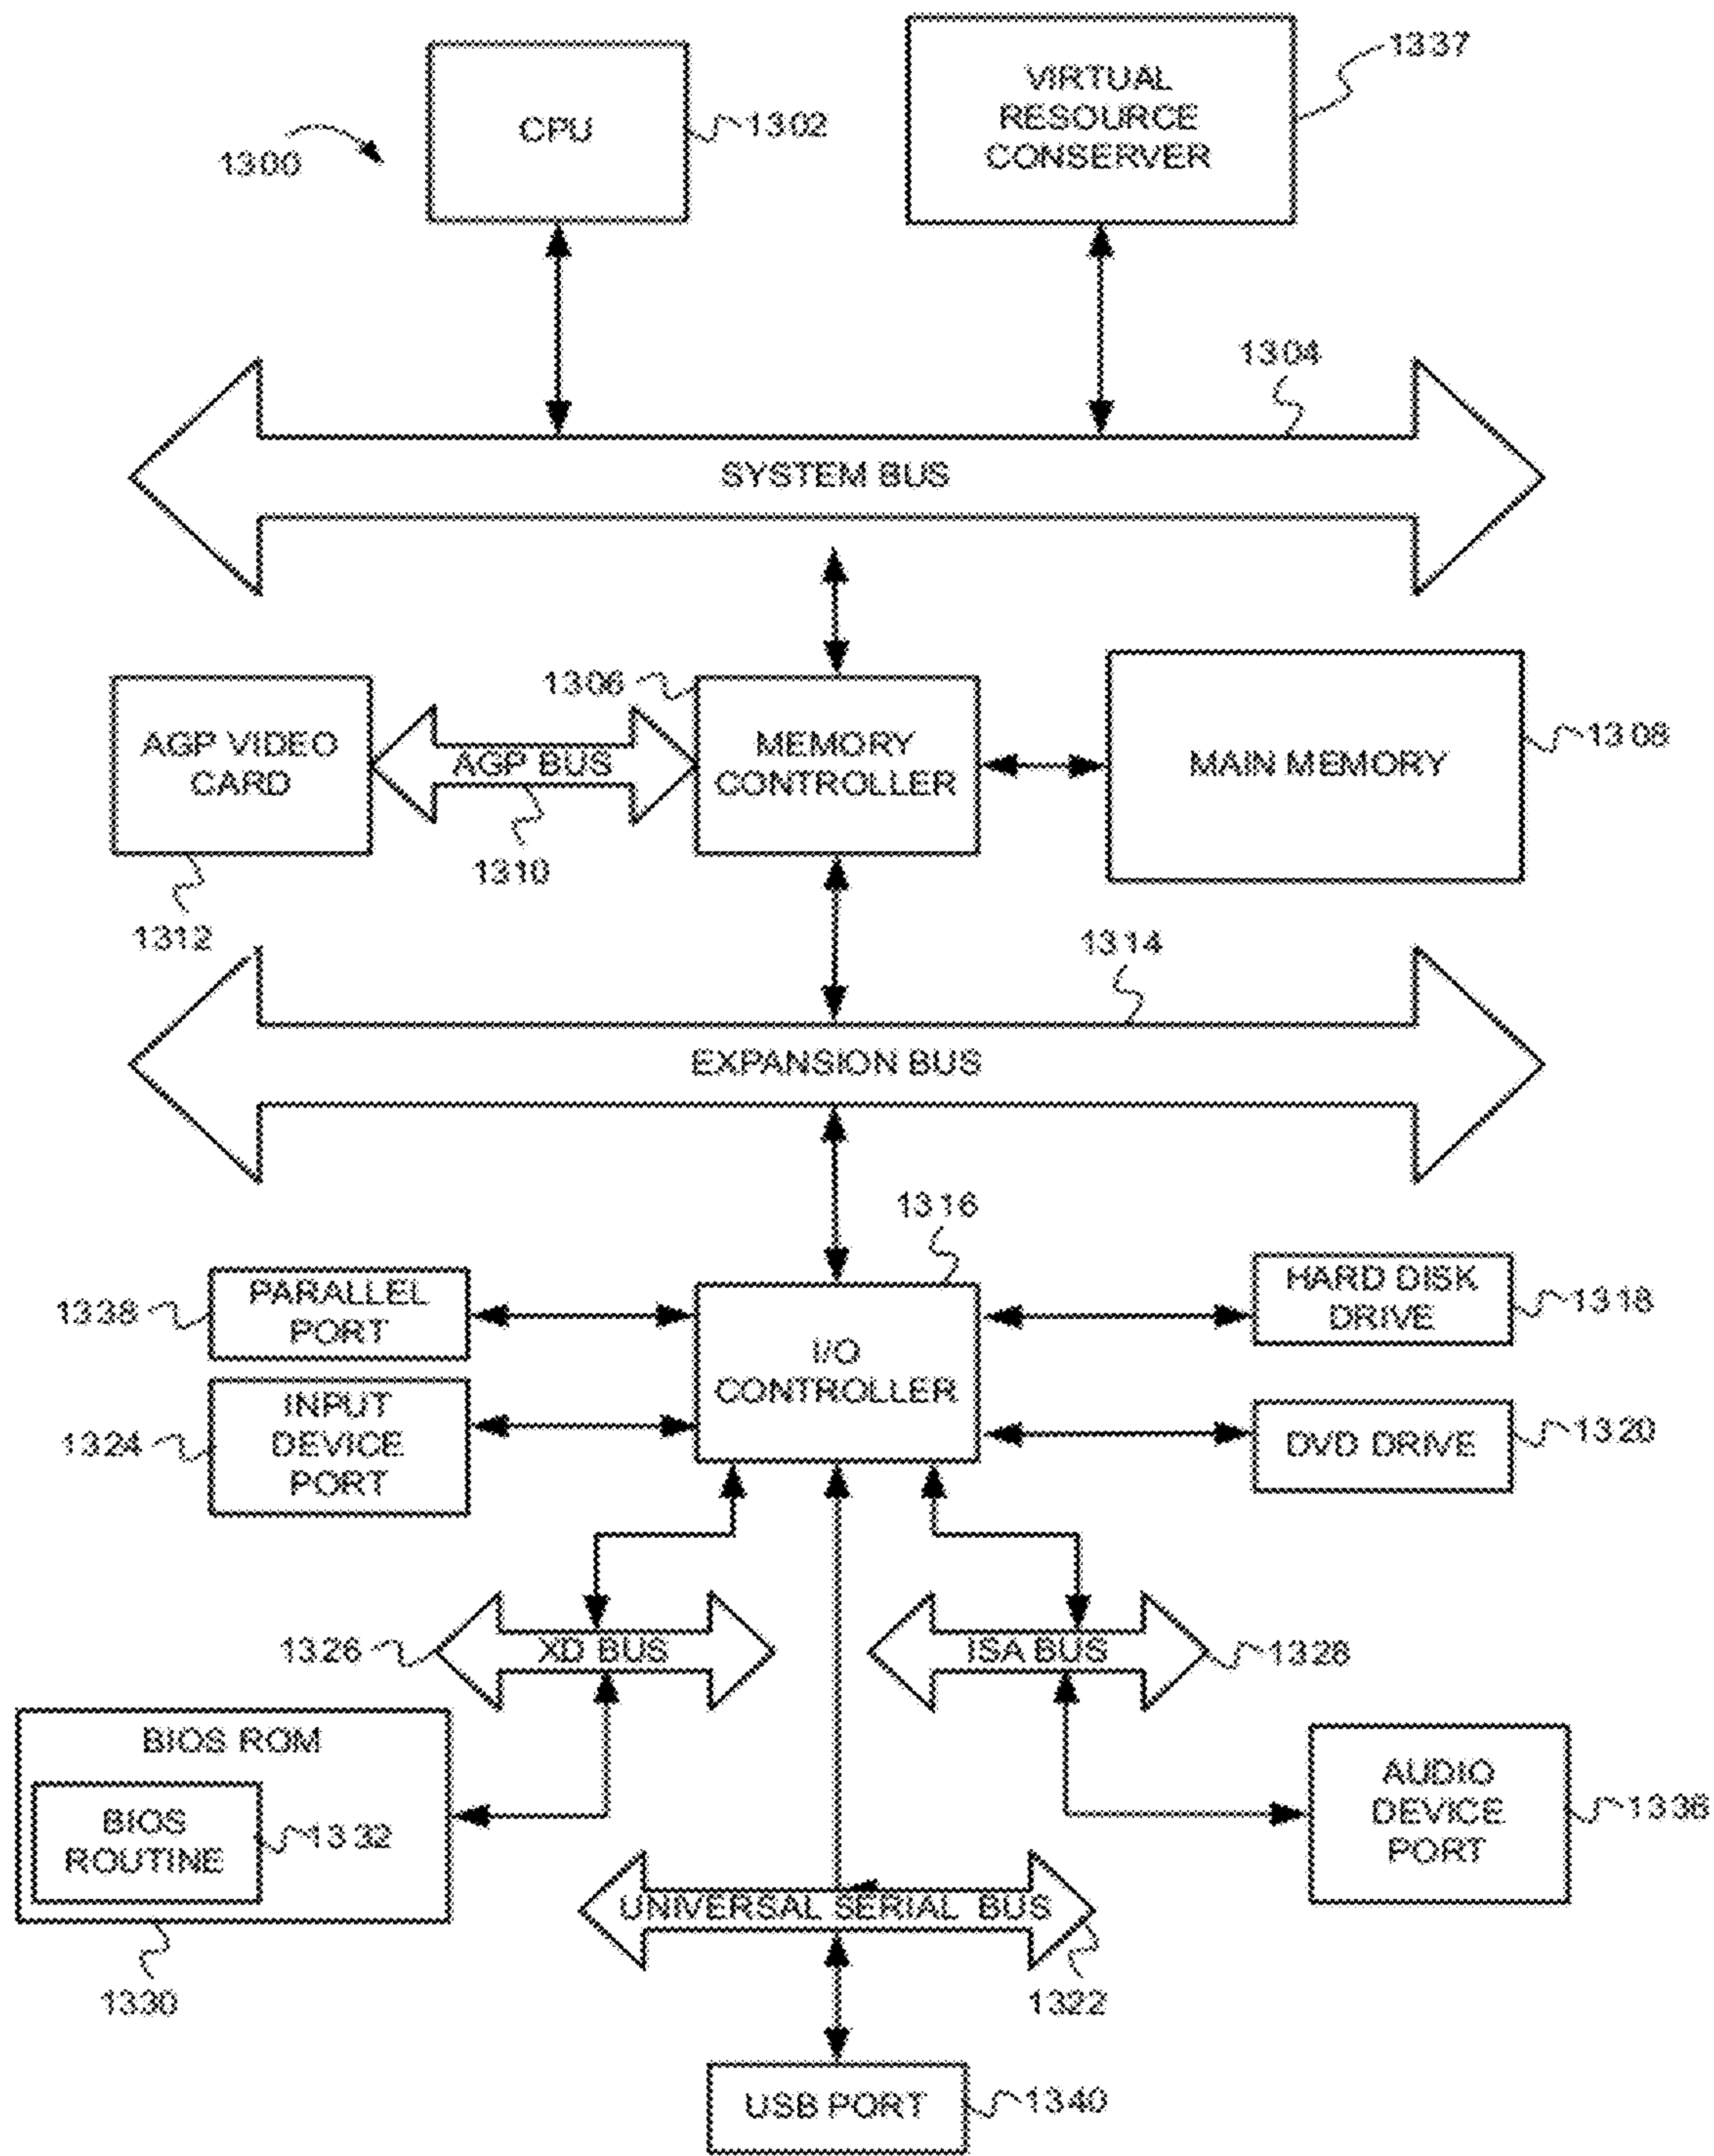 1337
VIRTUAL
RESOURCE
CONSERVER
CPU
1302
1300
1304
SYSTEM BUS
1306
AGP VIDEO
CARD
AGP BUS
MEMORY
CONTROLLER
MAIN MEMORY
1308
1310
1312
1314
EXPANSION BUS
1316
PARALLEL
PORT
1338
HARD DISK
DRIVE
1318
I/O
CONTROLLER
INPUT
DEVICE
PORT
1324
DVD DRIVE
1320
1326
XD BUS
ISA BUS
1328
BIOS ROM
BIOS
ROUTINE
1332
AUDIO
DEVICE
PORT
1336
UNIVERSAL SERIAL BUS
1330
1322
USB PORT
1340